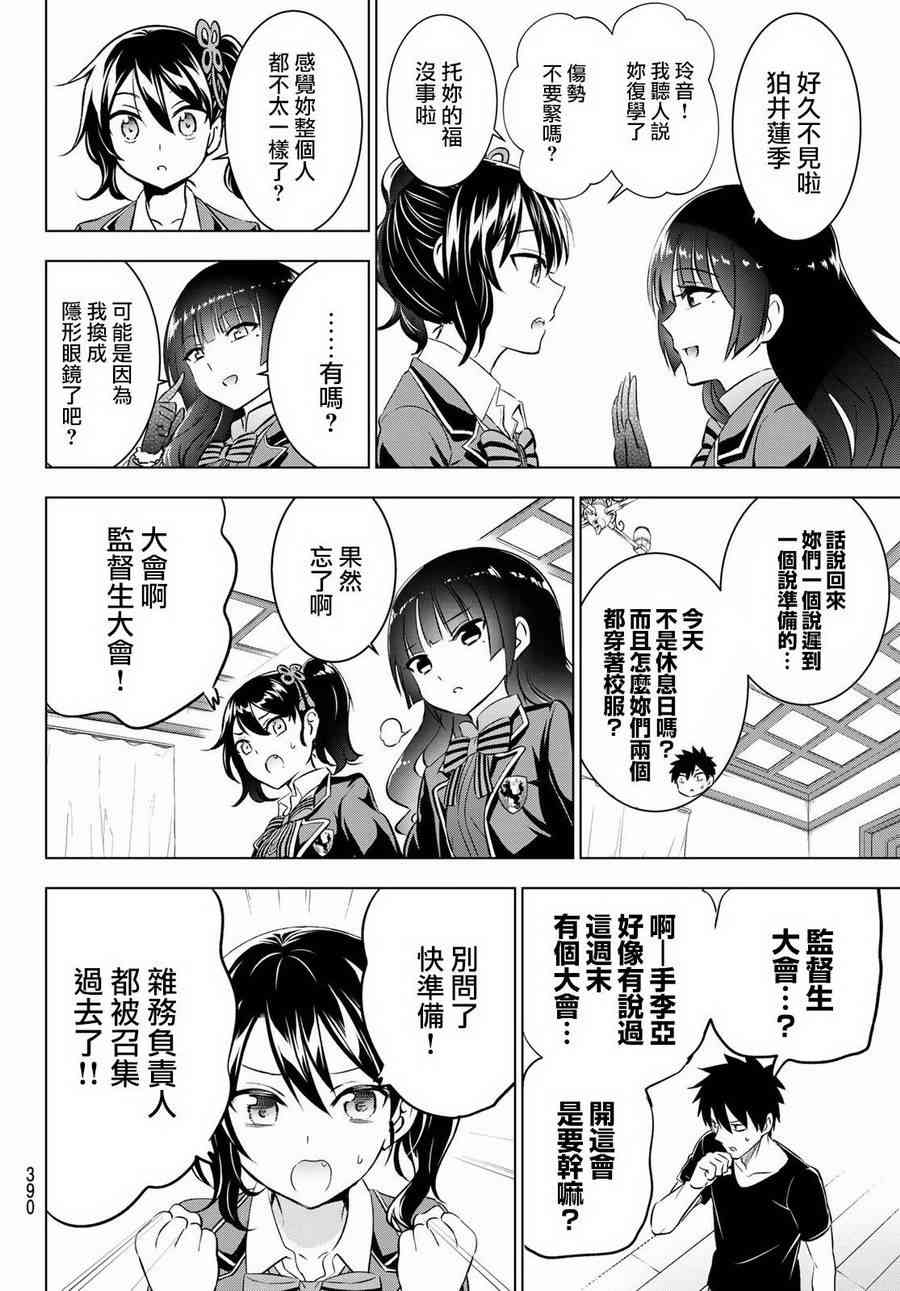 好久不見啦
狛井蓮季
玲音！
我聽人說
妳復學了
傷勢
不要緊嗎？
托妳的福
沒事啦
感覺妳整個人
都不太一樣了？
……有嗎？
可能是因為
我換成
隱形眼鏡了吧？
話說回來
妳們一個說遲到
一個說準備的…
今天
不是休息日嗎？
而且怎麼妳們兩個
都穿著校服？
果然
忘了啊
大會啊
監督生大會！
監督生
大會…？
啊—手李亞
好像有說過
這週末
有個大會…
開這會
是要幹嘛？
別問了
快準備！
雜務負責人
都被召集
過去了!!
390